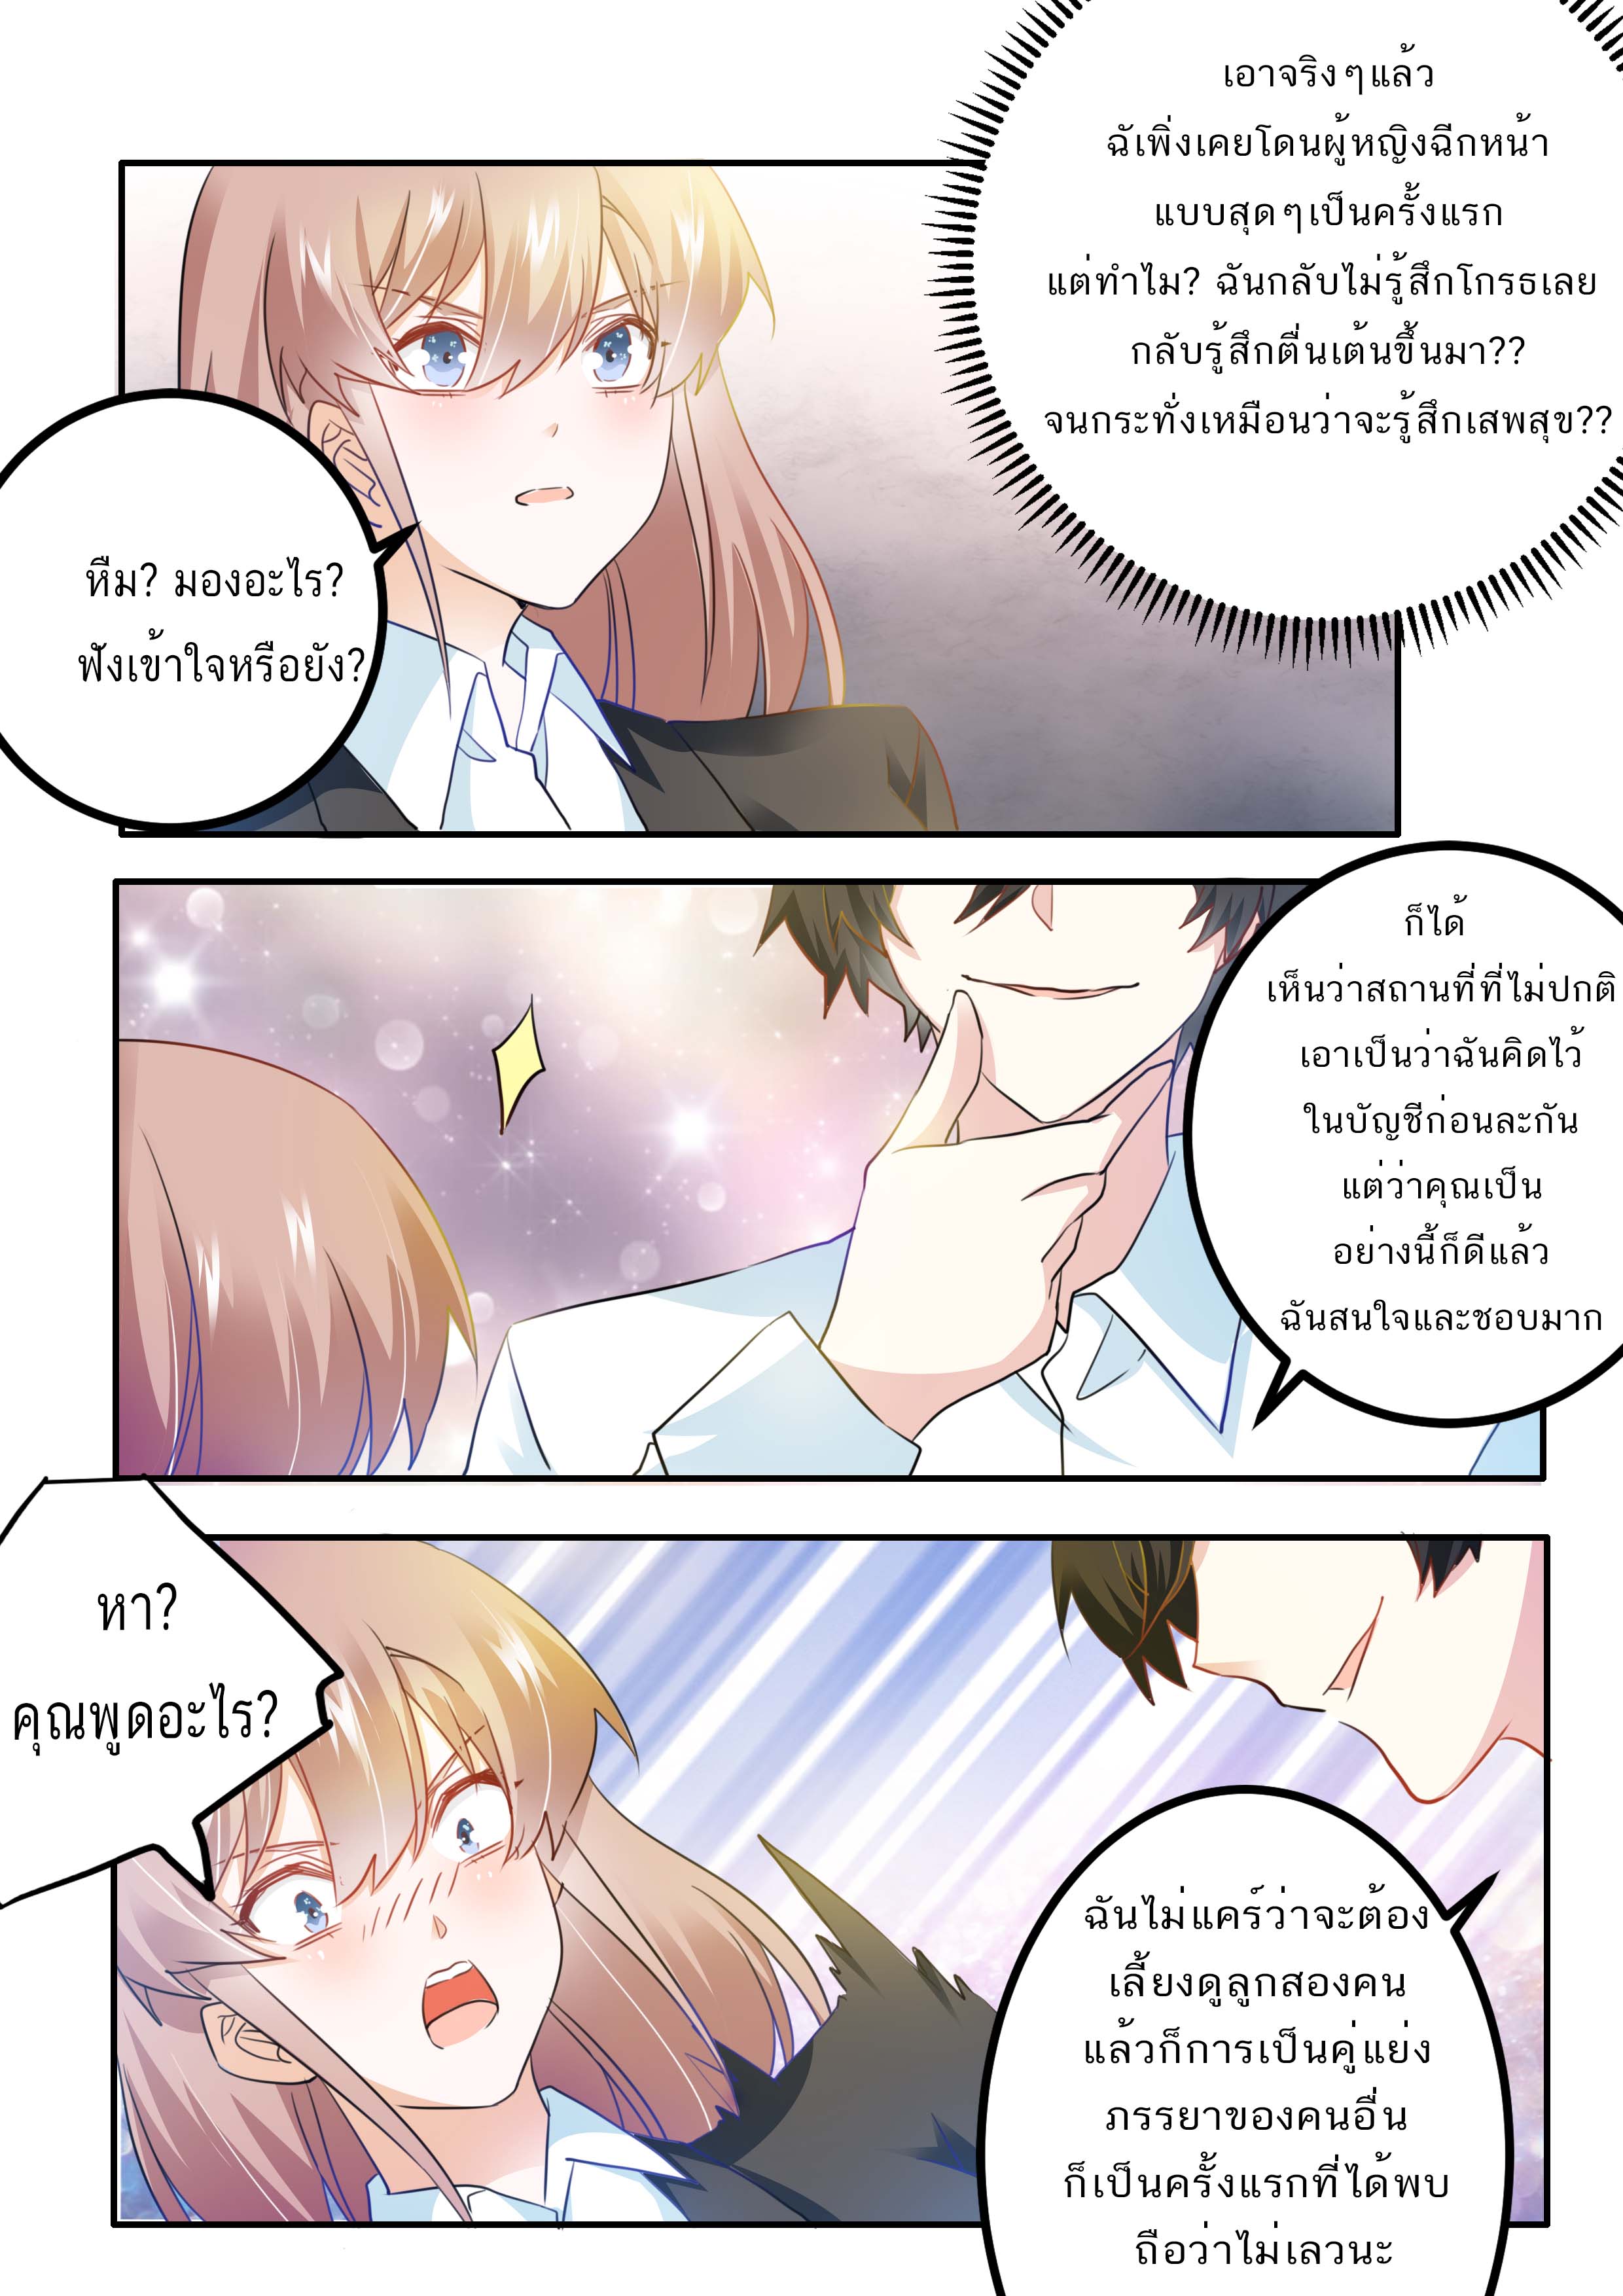 เอาจริงๆแล้ว
ฉัเพิ่งเคยโดนผู้หญิงฉีกหน้า
แบบสุดๆเป็นครั้งแรก
แต่ทำไม? ฉันกลับไม่รู้สึกโกรธเลย
กลับรู้สึกตื่นเต้นขึ้นมา??
จนกระทั่งเหมือนว่าจะรู้สึกเสพสุข??
หืม? มองอะไร?
ฟังเข้าใจหรือยัง?
ก็ได้
เห็นว่าสถานที่ที่ไม่ปกติ
เอาเป็นว่าฉันคิดไว้
ในบัญชีก่อนละกัน
แต่ว่าคุณเป็น
อย่างนี้ก็ดีแล้ว
ฉันสนใจและชอบมาก
หา?
คุณพูดอะไร?
ฉันไม่แคร์ว่าจะต้อง
เลี้ยงดูลูกสองคน
แล้วก็การเป็นคู่แย่ง
ภรรยาของคนอื่น
ก็เป็นครั้งแรกที่ได้พบ
ถือว่าไม่เลวนะ